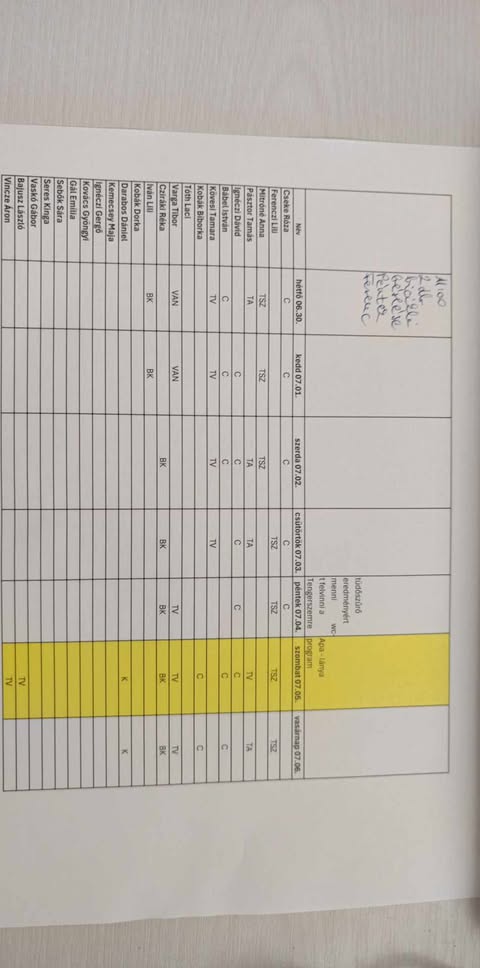 11:00
2 db
bicikli
bérlése
Péntek
Ferenc
tüdőszűrő
eredményért
menni wc-
t felvinni a
Tengerszemre
Apa - lánya
program
Név hétfő 06.30. kedd 07.01. szerda 07.02. csütörtök 07.03. péntek 07.04. szombat 07.05. vasárnap 07.06.
Cseke Róza C C C C
Ferenczi Lili TSZ TSZ TSZ TSZ
Mitróné Anna TSZ TSZ TSZ
Pásztor Tamás TA TA TA TV TA
Ignéczi Dávid C C C C C
Bábel István C C C C C
Kövesi Tamara TV TV TV TV
Kobák Bíborka C C
Tóth Laci
Varga Tibor VAN VAN TV TV TV
Cziráki Réka BK BK BK BK BK
Iván Lili BK BK
Kobák Dorka
Darabos Dániel K K
Kemecsey Maja
Ignéczi Gergő
Kovács Gyöngyi
Gál Emília
Sebők Sára
Seres Kinga
Vaskó Gábor
Bajusz László TV
Vincze Áron TV